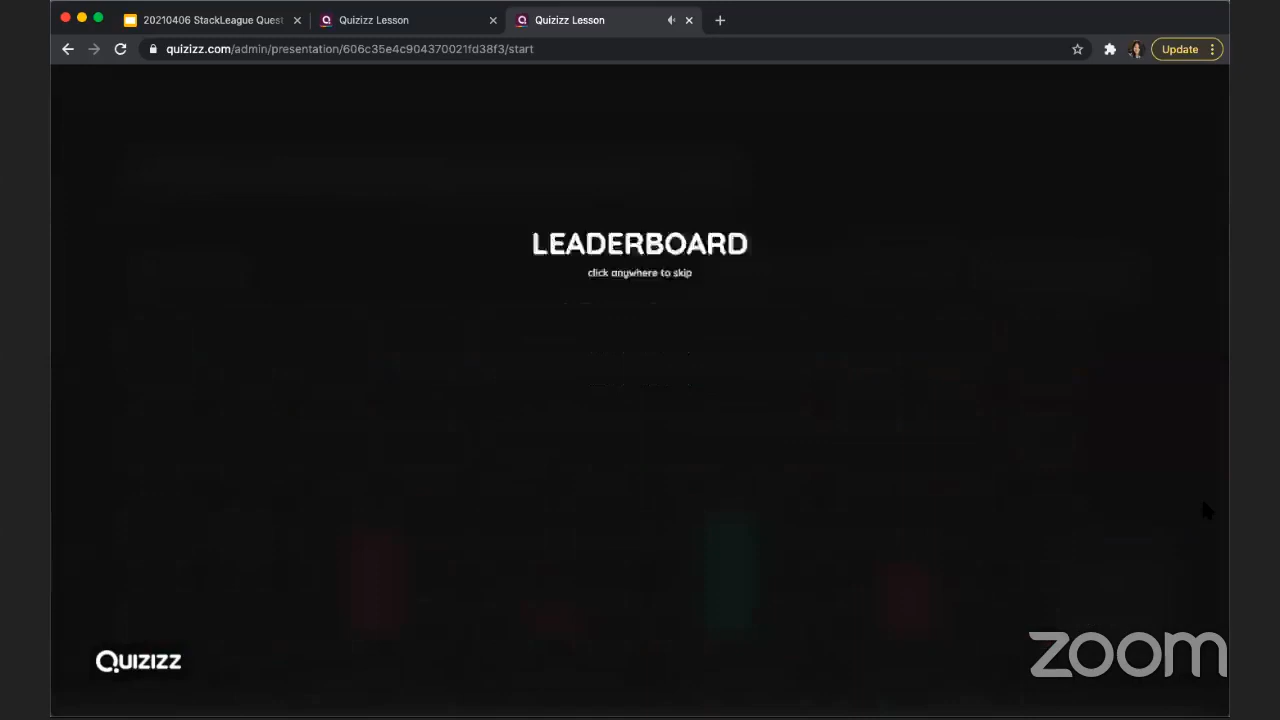 20210406 StackLeague Quest
Quizizz Lesson
Quizizz Lesson
quizizz.com/admin/presentation/606c35e4c904370021fd38f3/start
Update
LEADERBOARD
click anywhere to skip
Quizizz
zoom